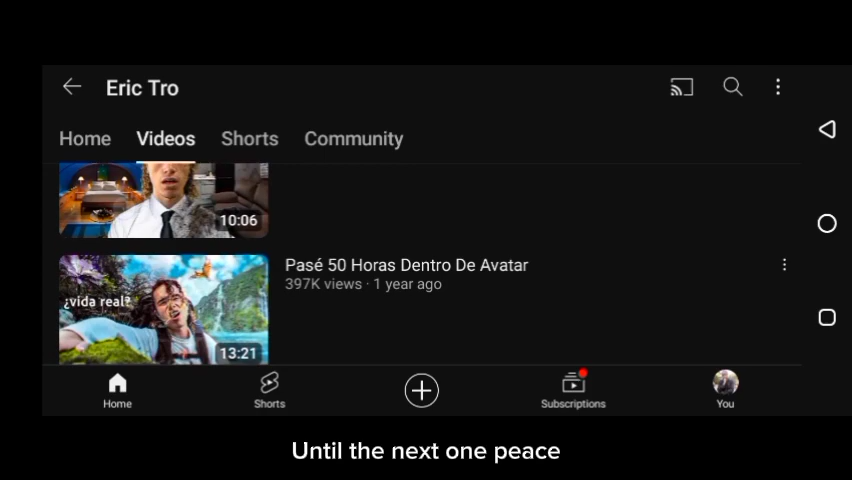 Eric Tro
Home Videos Shorts Community
10:06
Pasé 50 Horas Dentro De Avatar
397K views · 1 year ago
¿vida real?
13:21
Home Shorts Subscriptions You
Until the next one peace